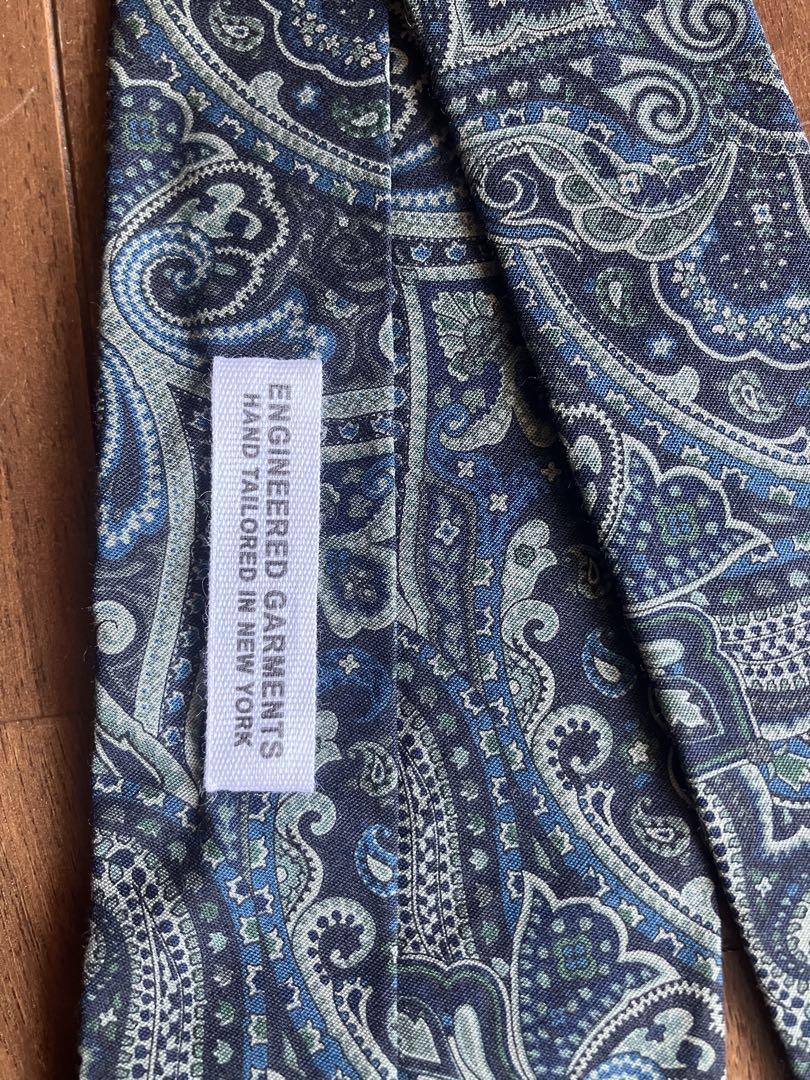 ENGINEERED GARMENTS
HAND TAILORED IN NEW YORK